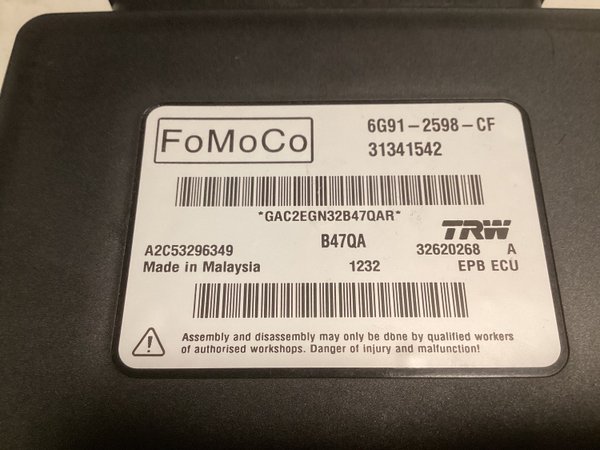 FoMoCo
6G91-2598-CF
31341542
*GAC2EGN32B47QAR*
B47QA
TRW
A2C53296349
32620268 A
Made in Malaysia
1232
EPB ECU
Assembly and disassembly may only be done by qualified workers
of authorised workshops. Danger of injury and malfunction!